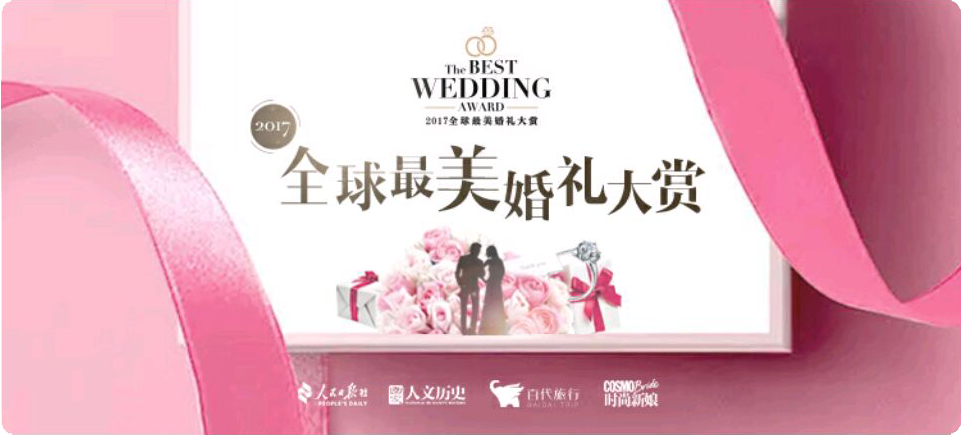 The BEST
WEDDING
AWARD
2017全球最美婚礼大赏
2017
全球最美婚礼大赏
人民日报社
PEOPLE'S DAILY
人文历史
百代旅行
BAIDAI TRIP
COSMO Bride
时尚新娘